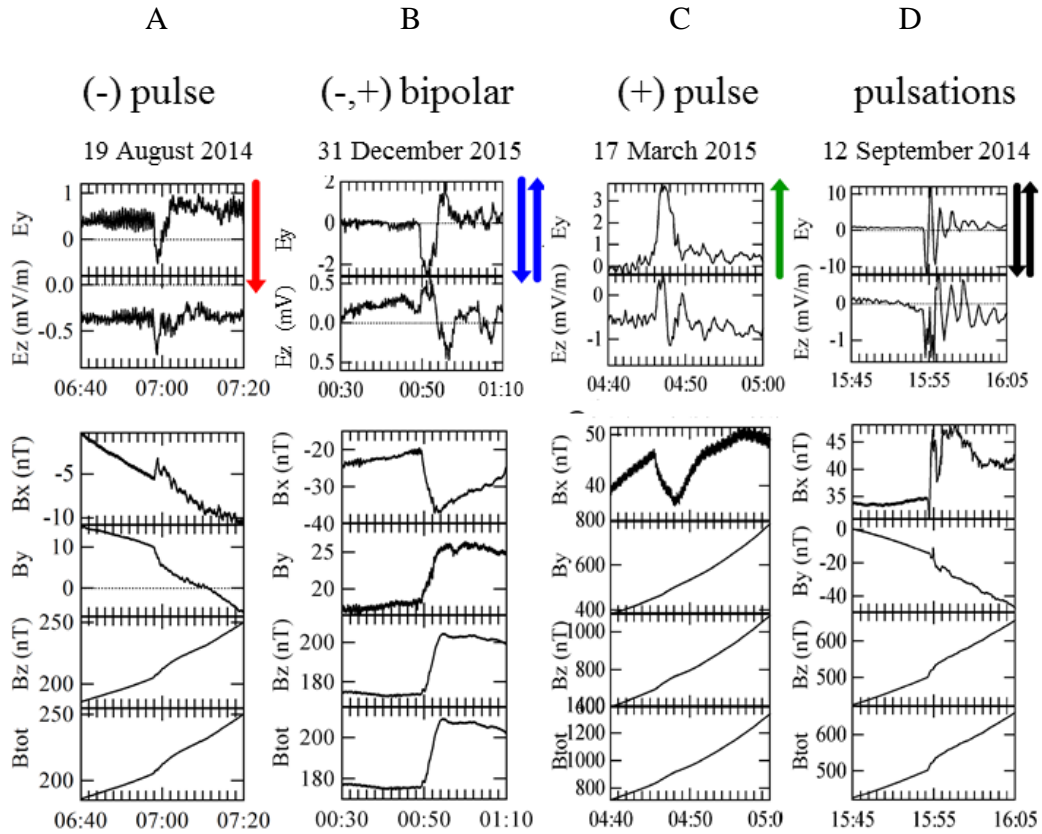 A B C D
(-) pulse (-,+) bipolar (+) pulse pulsations
19 August 2014 31 December 2015 17 March 2015 12 September 2014
Ey 1 0
Ey 2 0 -2
Ey 3 2 1 0
Ey 10 0 -10
Ez (mV/m) 0.0 -0.5
Ez (mV) 0.5 0.0 0.5
Ez (mV/m) 0 -1
Ez (mV/m) 0 -1
06:40 07:00 07:20 00:30 00:50 01:10 04:40 04:50 05:00 15:45 15:55 16:05
Bx (nT) -5 -10
Bx (nT) -20 -30 -40
Bx (nT) 50 40
Bx (nT) 45 40 35
By 10 0
By 25 20
By 800 600 400
By (nT) 0 -20 -40
Bz (nT) 250 200
Bz (nT) 200 170
Bz (nT) 1000 800
Bz (nT) 600 500
Btot 250 200
Btot 200 170
Btot 1400 1200 1000 800
Btot 600 500
06:40 07:00 07:20 00:30 00:50 01:10 04:40 04:50 05:0 15:45 15:55 16:05